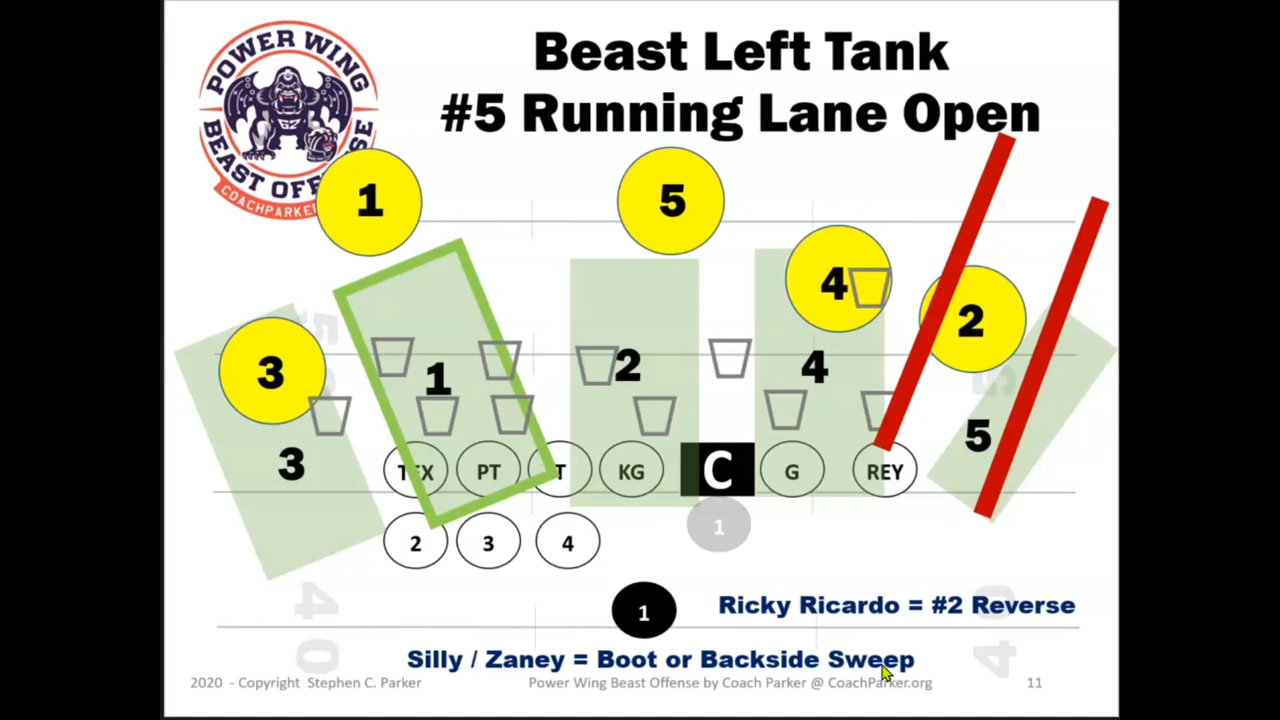 Beast Left Tank
#5 Running Lane Open
POWER WING
BEAST OFFENSE
COACHPARKER
1
5
4
2
3
1
2
4
5
3
TEX PT T KG C G REY
2 3 4
1
1
Ricky Ricardo = #2 Reverse
Silly / Zaney = Boot or Backside Sweep
40
40
2020 - Copyright Stephen C. Parker
Power Wing Beast Offense by Coach Parker @ CoachParker.org
11